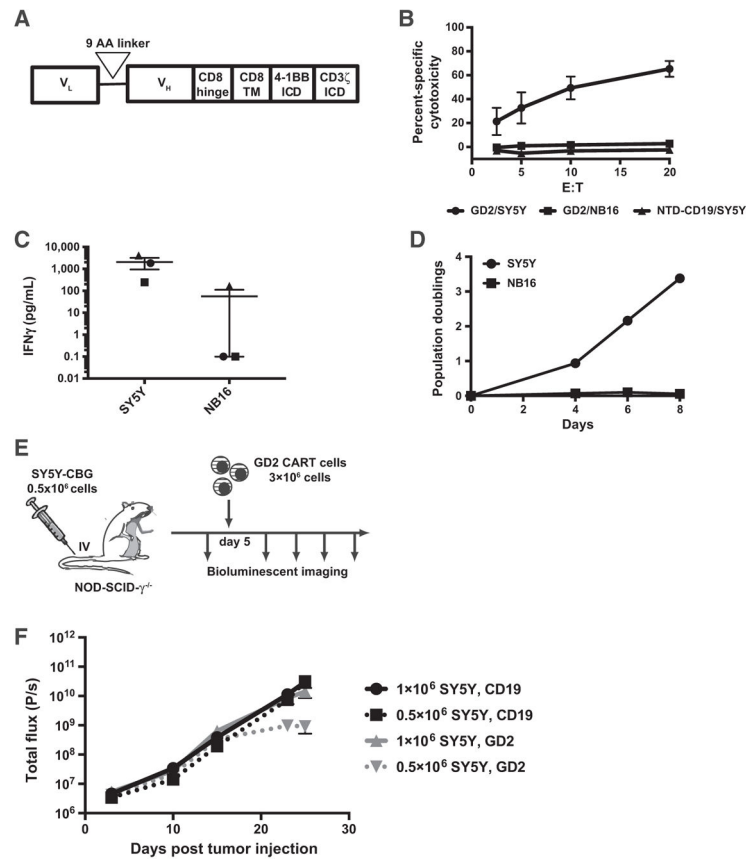 A
9 AA linker
V_L
V_H
CD8 hinge
CD8 TM
4-1BB ICD
CD3ζ ICD
B
Percent-specific cytotoxicity
100
80
60
40
20
0
0 5 10 15 20
E:T
GD2/SY5Y GD2/NB16 NTD-CD19/SY5Y
C
IFNγ (pg/mL)
10,000
1,000
100
10
1
0.1
0.01
SY5Y
NB16
D
Population doublings
4
3
2
1
0
SY5Y
NB16
0 2 4 6 8
Days
E
SY5Y-CBG
0.5x10⁶ cells
IV
NOD-SCID-γ-/-
GD2 CART cells
3×10⁶ cells
day 5
Bioluminescent imaging
F
Total flux (P/s)
10¹²
10¹¹
10¹⁰
10⁹
10⁸
10⁷
10⁶
0 10 20 30
Days post tumor injection
1×10⁶ SY5Y, CD19
0.5×10⁶ SY5Y, CD19
1×10⁶ SY5Y, GD2
0.5×10⁶ SY5Y, GD2